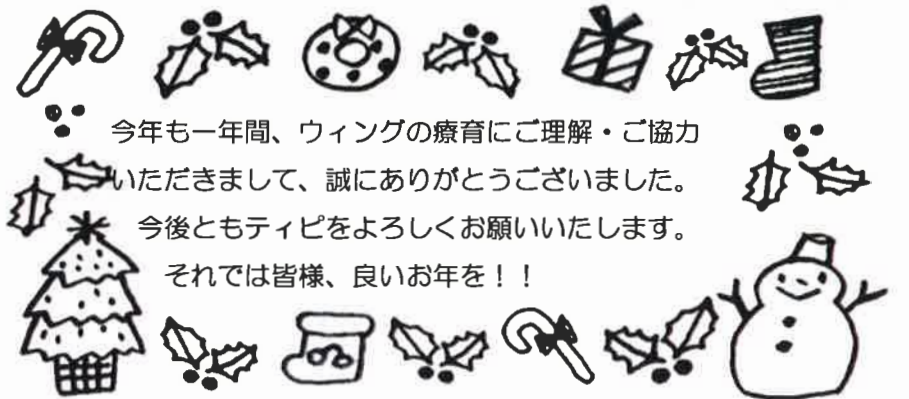 今年も一年間、ウィングの療育にご理解・ご協力
いただきまして、誠にありがとうございました。
今後ともティピをよろしくお願いいたします。
それでは皆様、良いお年を！！